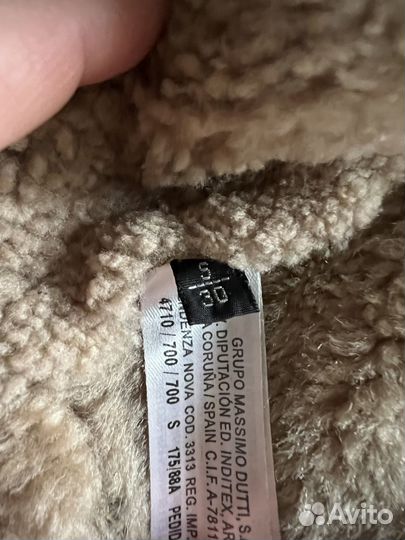 S
30
GRUPO MASSIMO DUTTI, S.
DIPUTACIÓN ED. INDITEX, AR
CORUÑA / SPAIN C.I.F. A-7811
NOVA COD. 3313 REG. IMP.
4710 / 700 / 700 S 175/88A PEDID
Avito